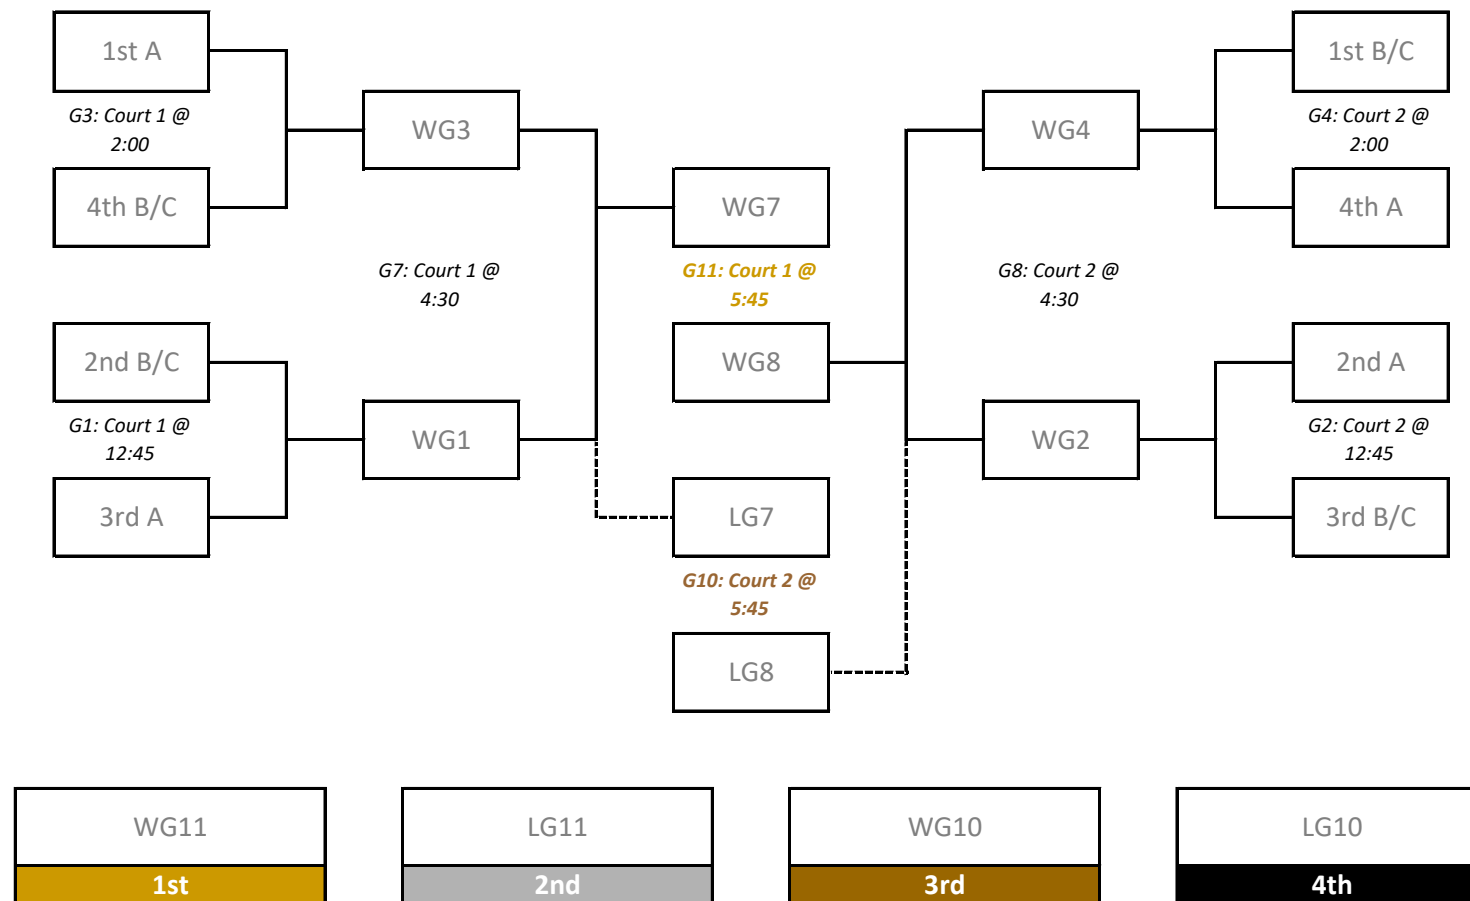 1st A
G3: Court 1 @
2:00
4th B/C
WG3
2nd B/C
G1: Court 1 @
12:45
3rd A
WG1
G7: Court 1 @
4:30
WG7
G11: Court 1 @
5:45
WG8
LG7
G10: Court 2 @
5:45
LG8
WG4
G8: Court 2 @
4:30
WG2
1st B/C
G4: Court 2 @
2:00
4th A
2nd A
G2: Court 2 @
12:45
3rd B/C
WG11
1st
LG11
2nd
WG10
3rd
LG10
4th